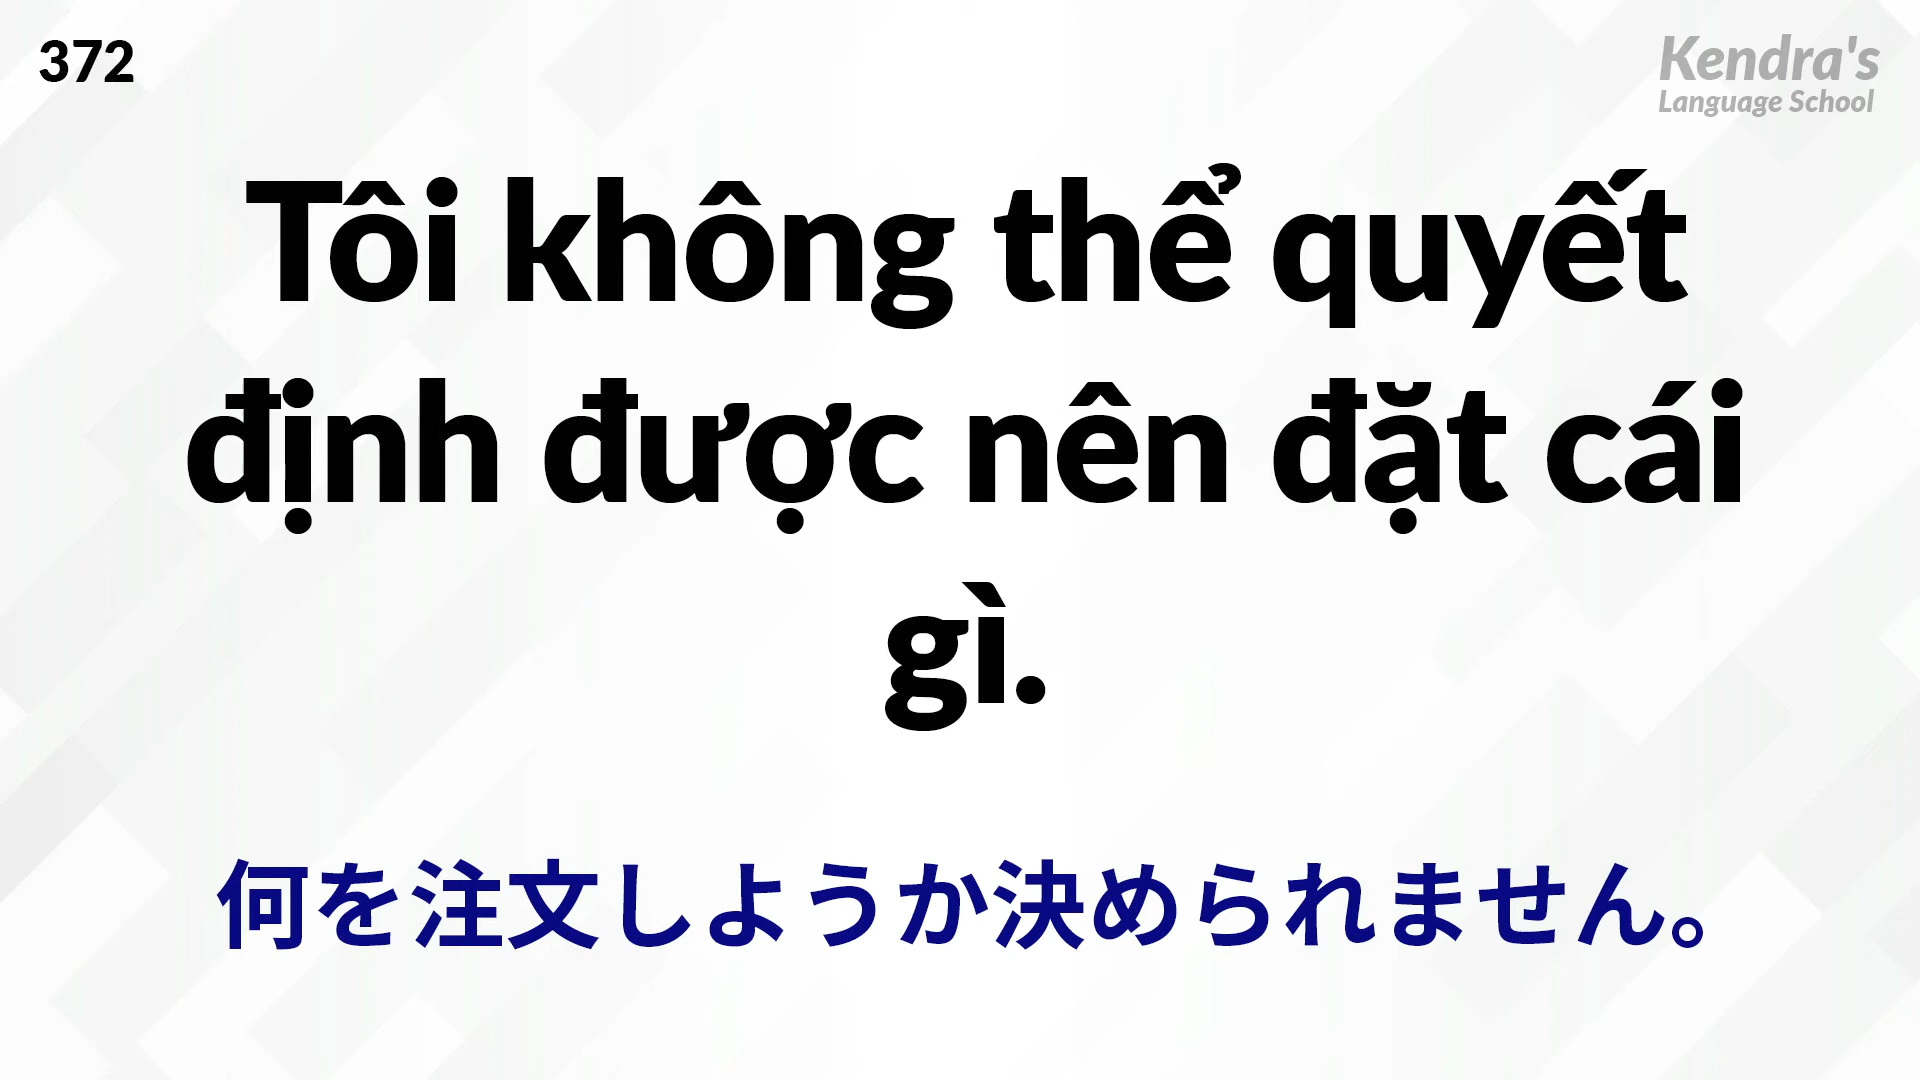 372
Kendra's
Language School
Tôi không thể quyết
định được nên đặt cái
gì.
何を注文しようか決められません。